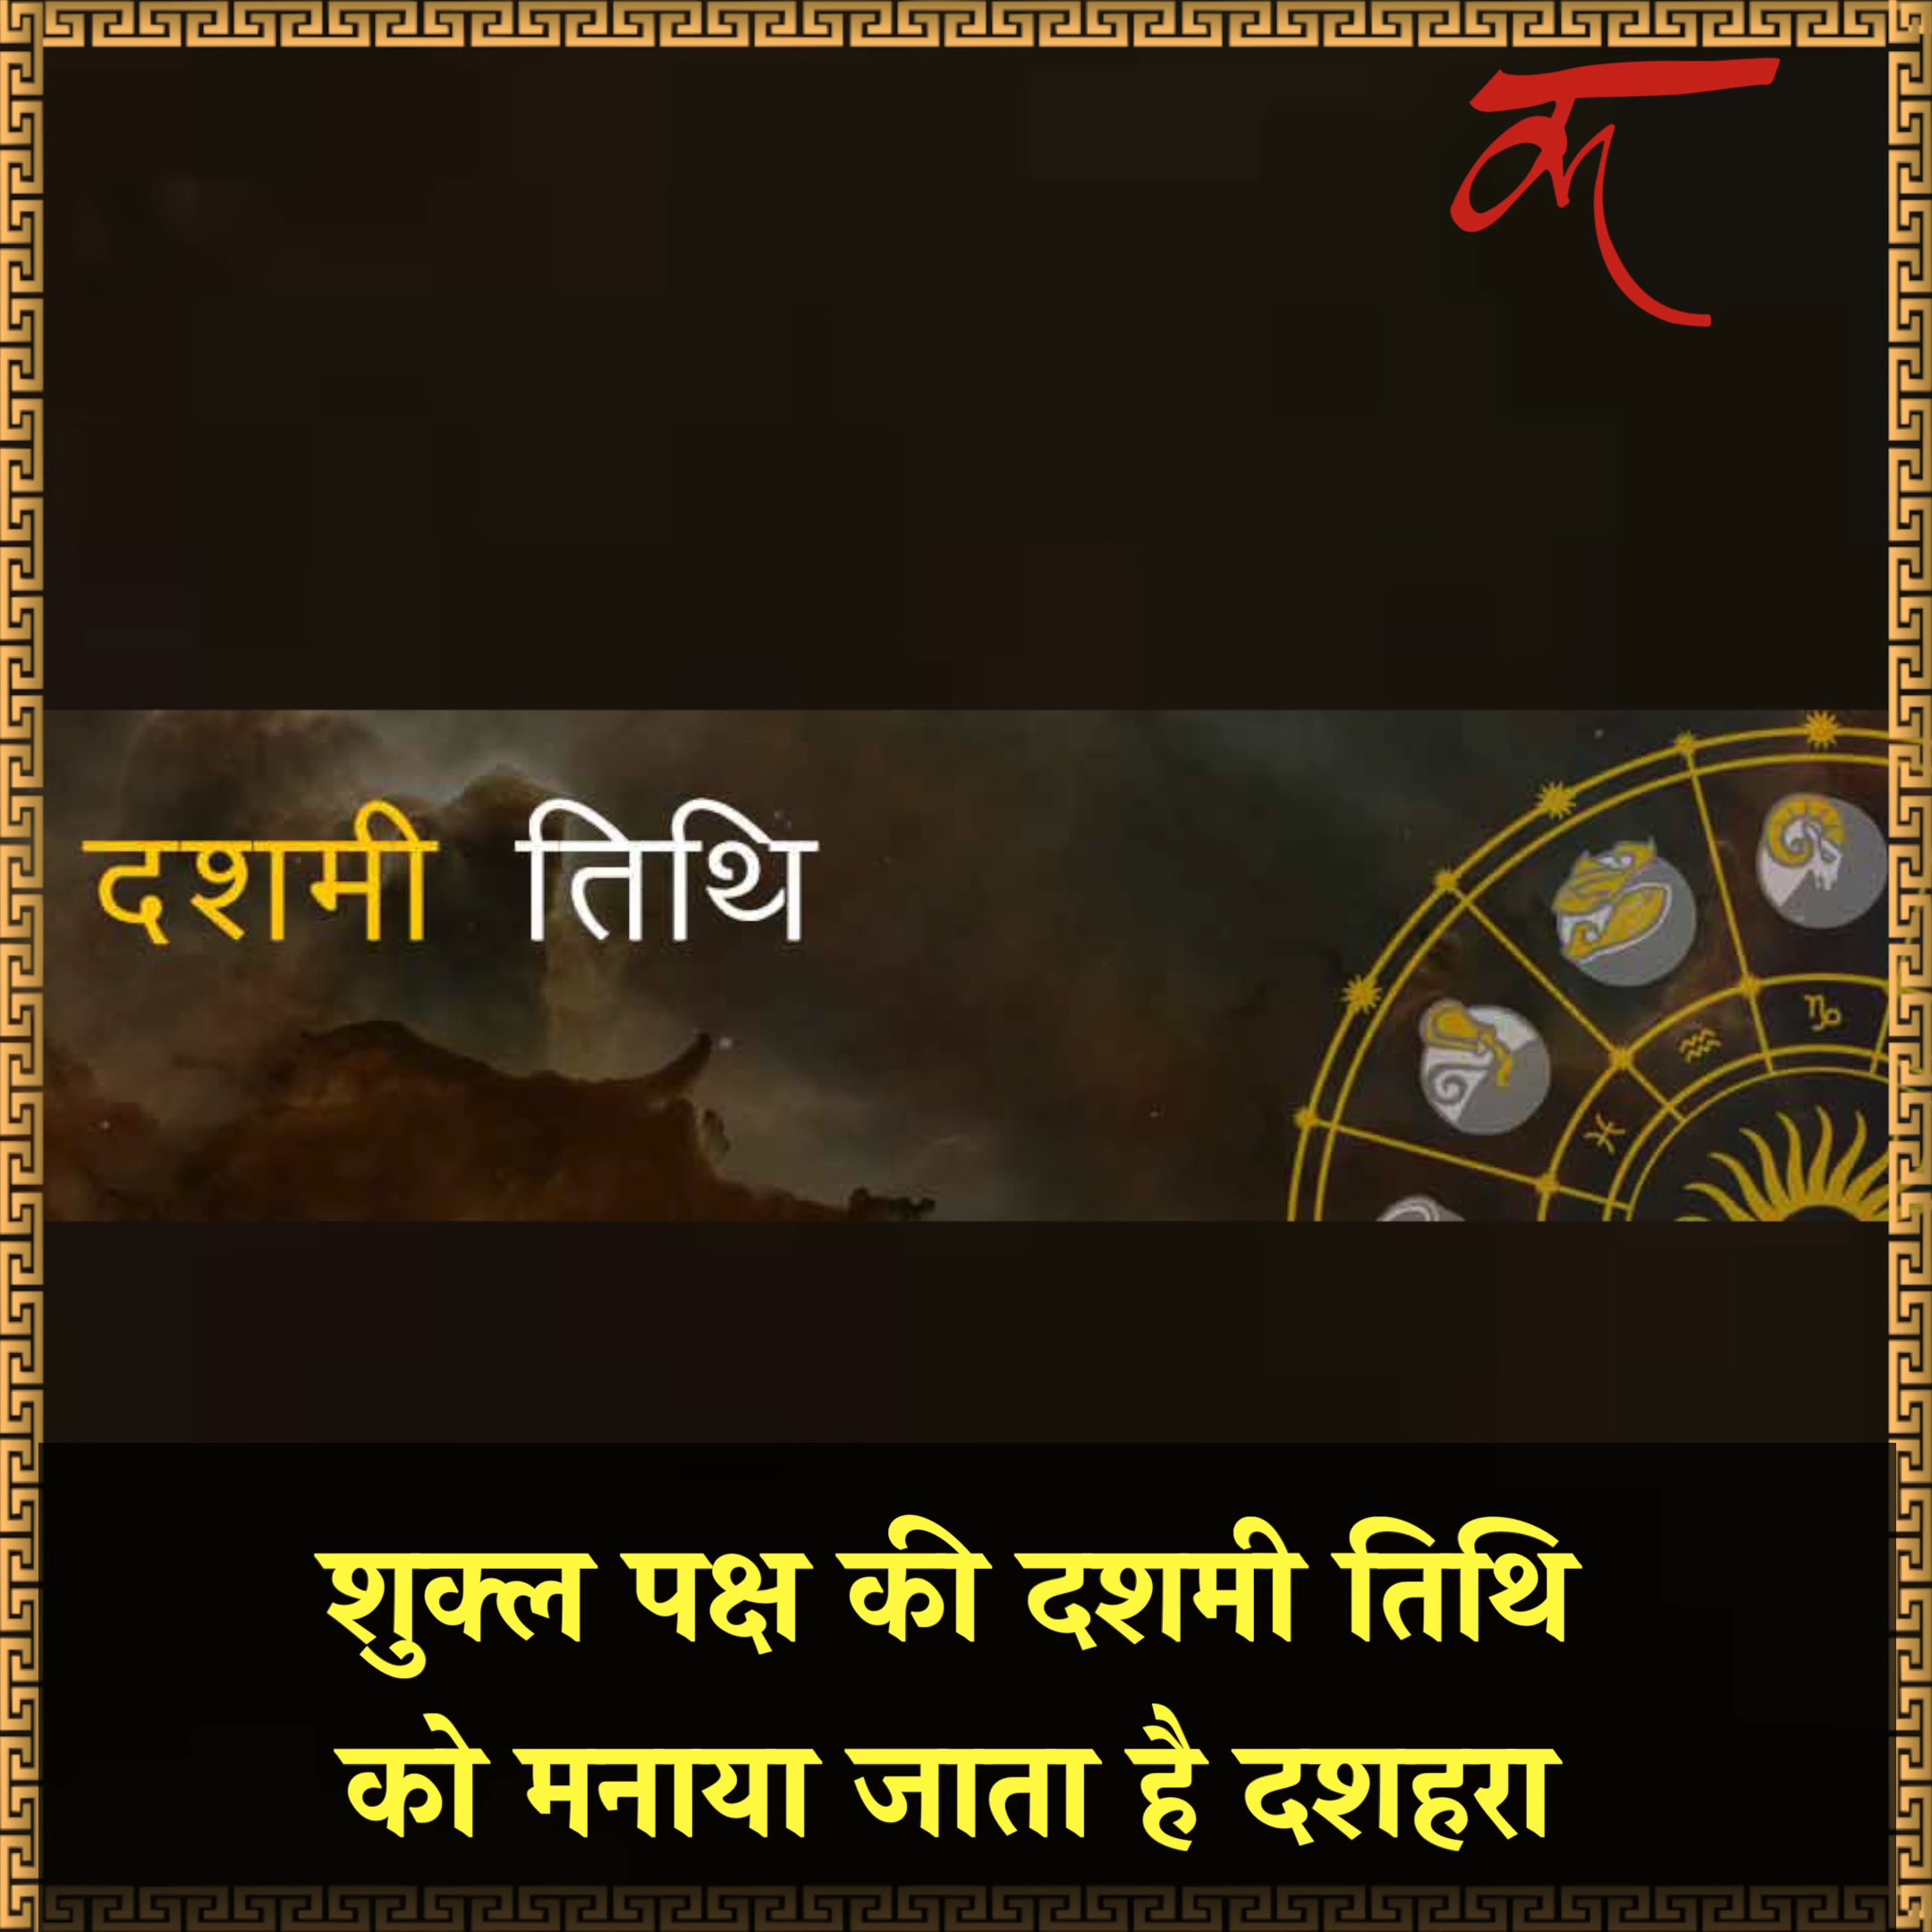 क
दशमी तिथि
♑
♒
♓
शुक्ल पक्ष की दशमी तिथि
को मनाया जाता है दशहरा